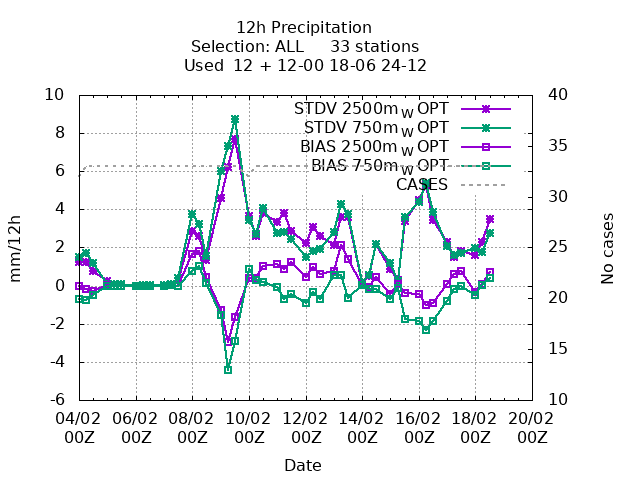 12h Precipitation
Selection: ALL 33 stations
Used 12 + 12-00 18-06 24-12
STDV 2500m W OPT
STDV 750m W OPT
BIAS 2500m W OPT
BIAS 750m W OPT
CASES
mm/12h
10
8
6
4
2
0
-2
-4
-6
No cases
40
35
30
25
20
15
10
04/02 06/02 08/02 10/02 12/02 14/02 16/02 18/02 20/02
00Z 00Z 00Z 00Z 00Z 00Z 00Z 00Z 00Z
Date